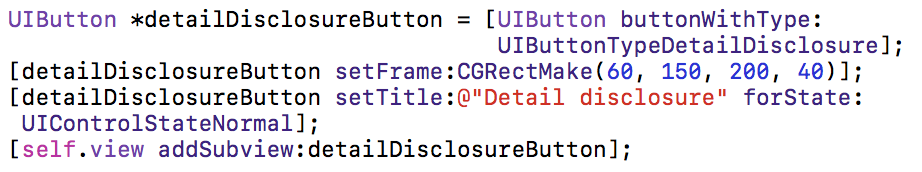 UIButton *detailDisclosureButton = [UIButton buttonWithType:
UIButtonTypeDetailDisclosure];
[detailDisclosureButton setFrame:CGRectMake(60, 150, 200, 40)];
[detailDisclosureButton setTitle:@"Detail disclosure" forState:
UIControlStateNormal];
[self.view addSubview:detailDisclosureButton];